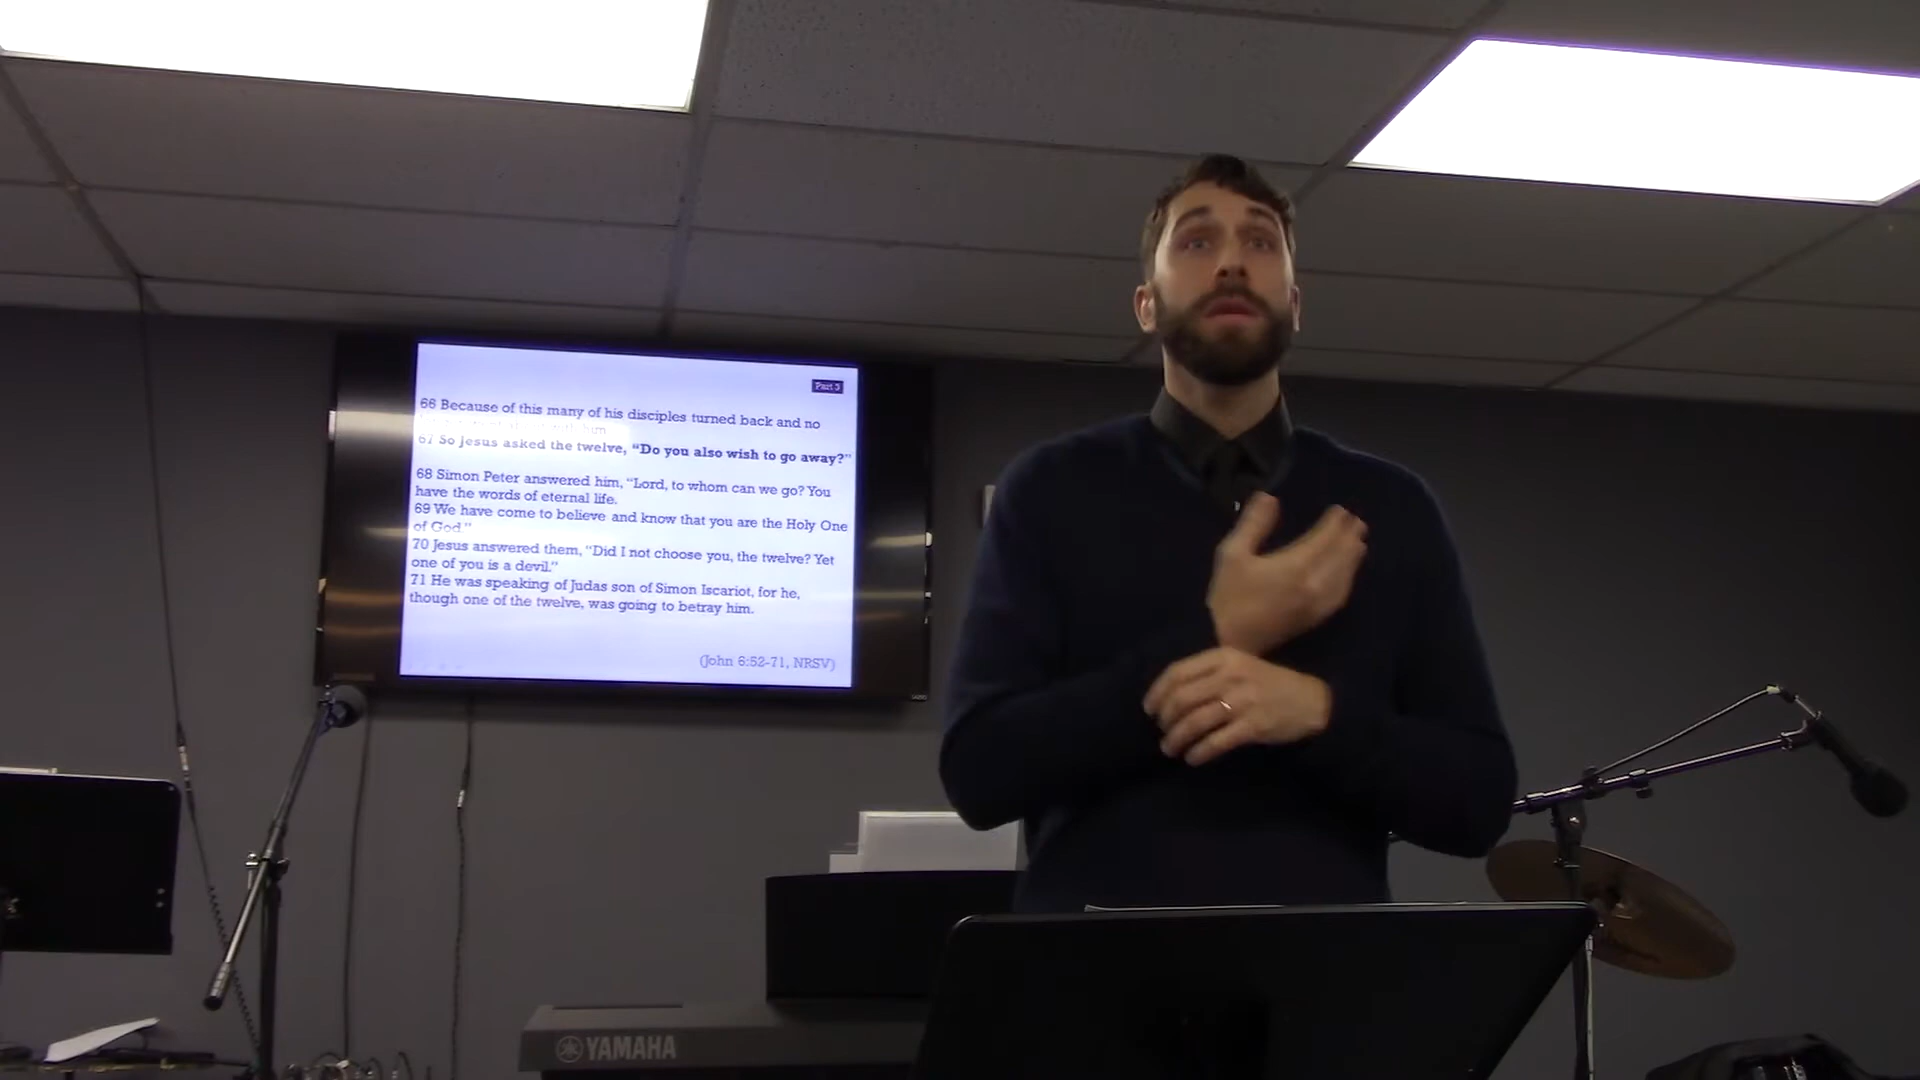 Part 3
66 Because of this many of his disciples turned back and no
him
67 So Jesus asked the twelve, “Do you also wish to go away?”
68 Simon Peter answered him, “Lord, to whom can we go? You
have the words of eternal life.
69 We have come to believe and know that you are the Holy One
of God.”
70 Jesus answered them, “Did I not choose you, the twelve? Yet
one of you is a devil.”
71 He was speaking of Judas son of Simon Iscariot, for he,
though one of the twelve, was going to betray him.
(John 6:52-71, NRSV)
YAMAHA